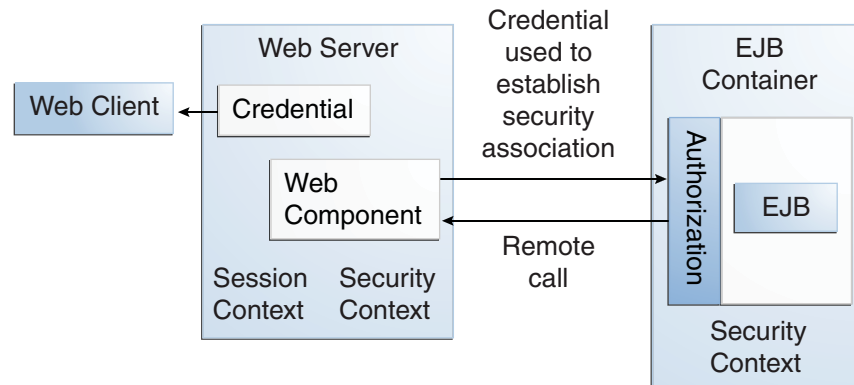 Web Client
Web Server
Credential
Web
Component
Session
Context
Security
Context
Credential
used to
establish
security
association
Remote
call
EJB
Container
Authorization
EJB
Security
Context